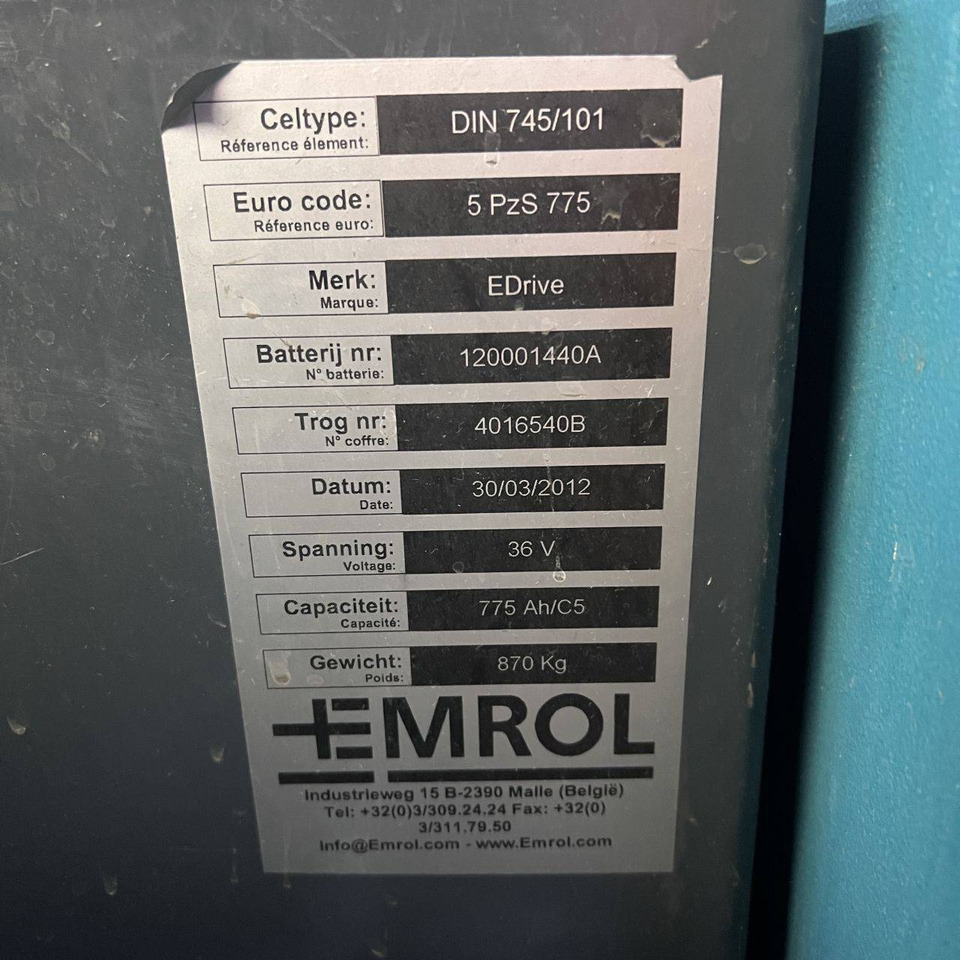 Celtype: DIN 745/101
Réference élement:
Euro code: 5 PzS 775
Réference euro:
Merk: EDrive
Marque:
Batterij nr: 120001440A
N° batterie:
Trog nr: 4016540B
N° coffre:
Datum: 30/03/2012
Date:
Spanning: 36 V
Voltage:
Capaciteit: 775 Ah/C5
Capacité:
Gewicht: 870 Kg
Poids:
EMROL
Industrieweg 15 B-2390 Malle (België)
Tel: +32(0)3/309.24.24 Fax: +32(0)
3/311.79.50
Info@Emrol.com - www.Emrol.com